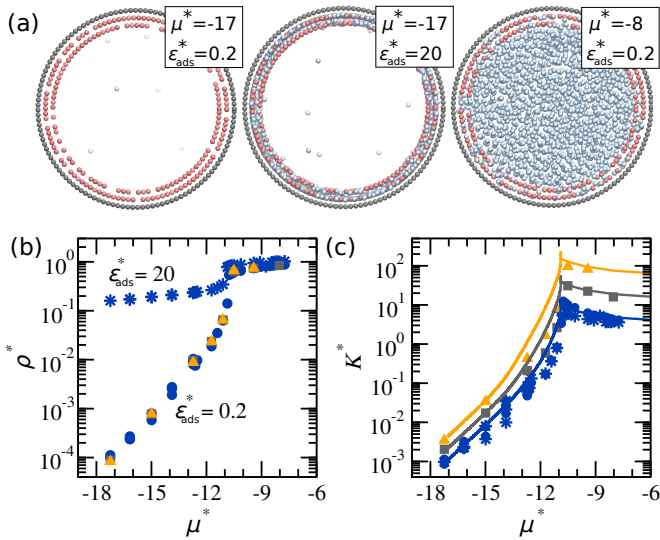 (a)
μ*=-17
ε*ads=0.2
μ*=-17
ε*ads=20
μ*=-8
ε*ads=0.2
(b)
10^0
10^-1
10^-2
10^-3
10^-4
ρ*
ε*ads = 20
ε*ads = 0.2
-18 -15 -12 -9 -6
μ*
(c)
10^2
10^1
10^0
10^-1
10^-2
10^-3
K*
-18 -15 -12 -9 -6
μ*